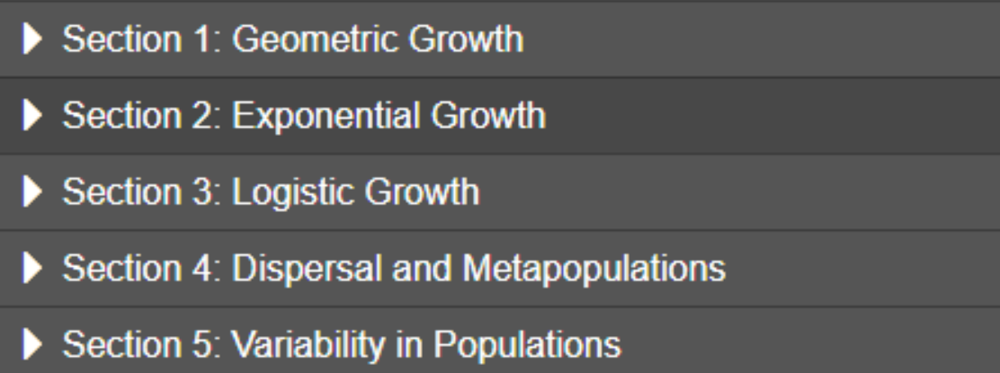 Section 1: Geometric Growth
Section 2: Exponential Growth
Section 3: Logistic Growth
Section 4: Dispersal and Metapopulations
Section 5: Variability in Populations